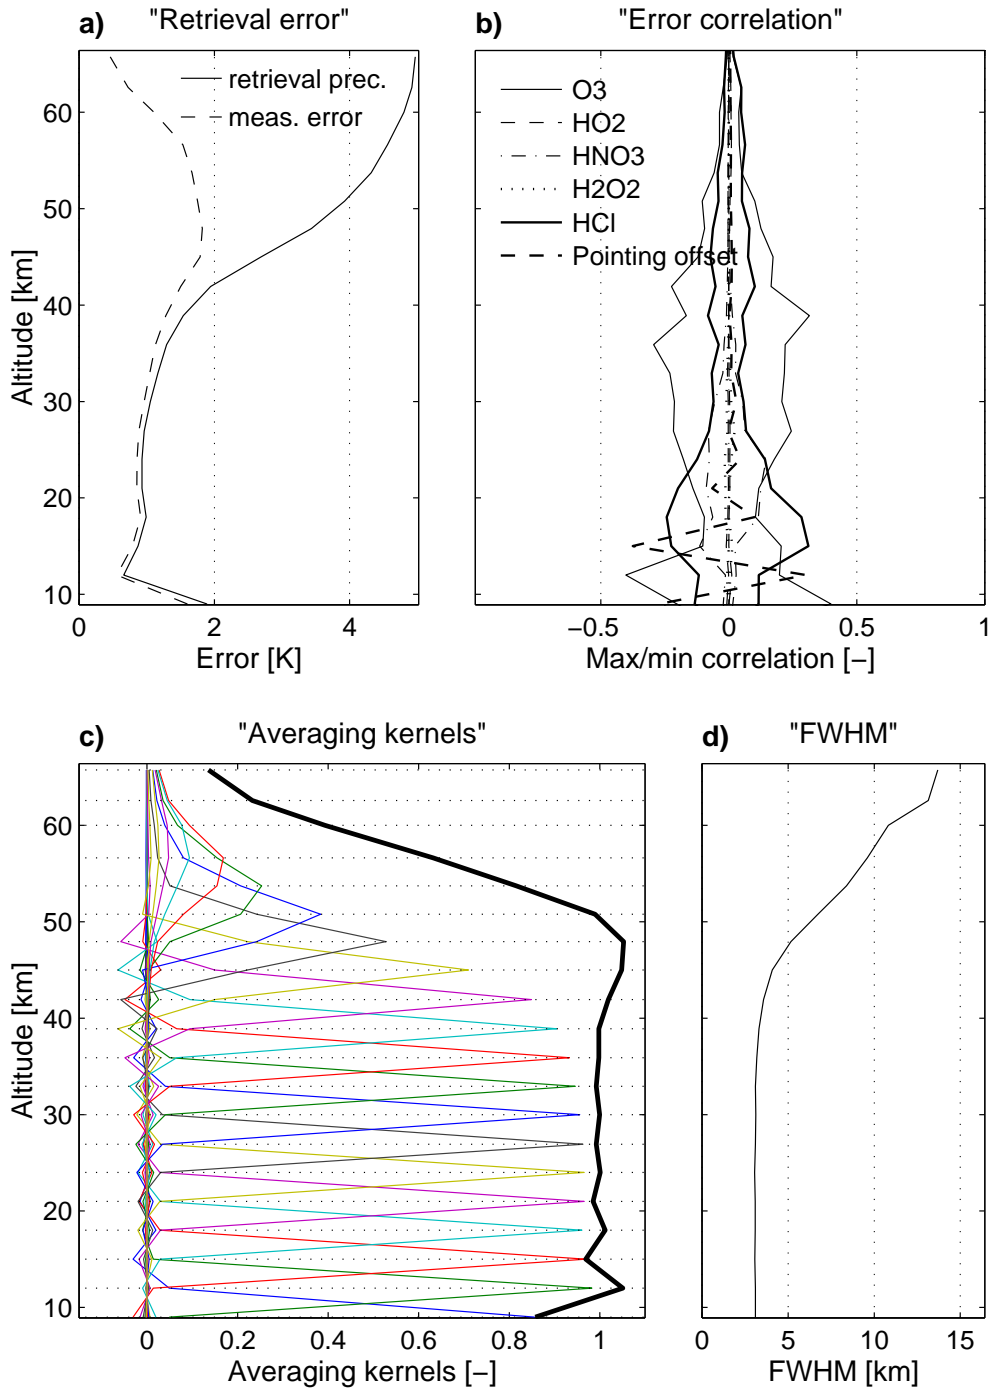 a) "Retrieval error"
retrieval prec.
meas. error
60
50
40
30
20
10
Altitude [km]
0 2 4
Error [K]
b) "Error correlation"
O3
HO2
HNO3
H2O2
HCl
Pointing offset
−0.5 0 0.5 1
Max/min correlation [−]
c) "Averaging kernels"
60
50
40
30
20
10
Altitude [km]
0 0.2 0.4 0.6 0.8 1
Averaging kernels [−]
d) "FWHM"
0 5 10 15
FWHM [km]